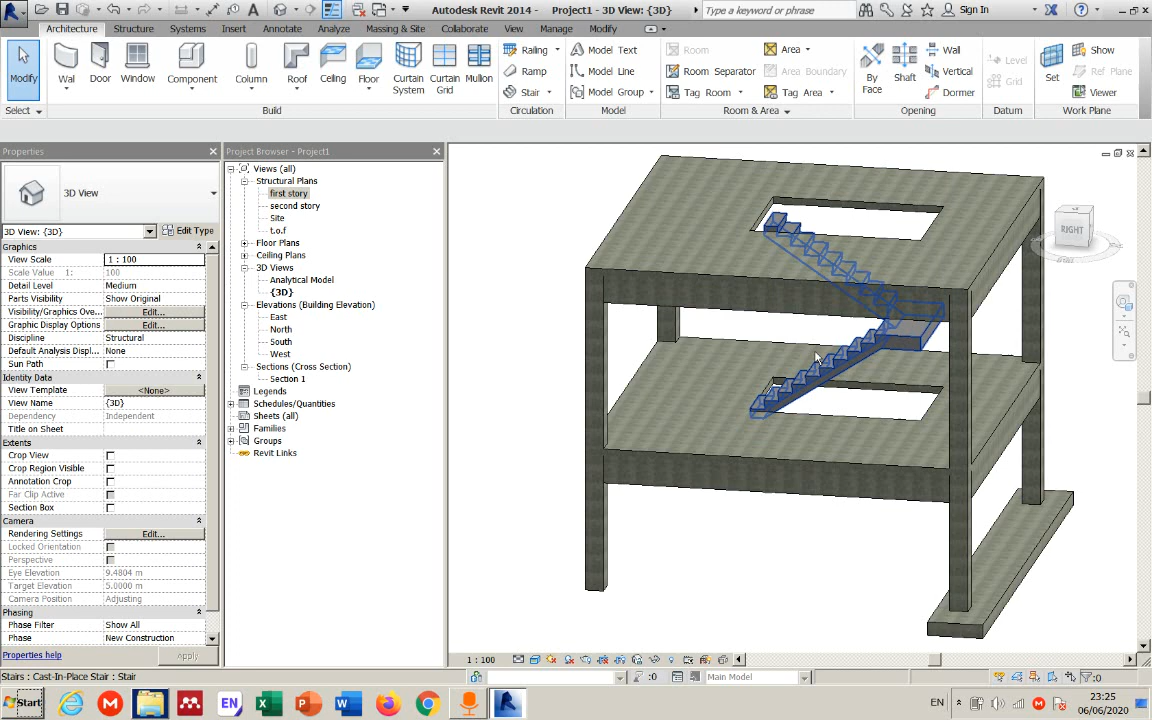 Autodesk Revit 2014 - Project1 - 3D View: {3D}
Type a keyword or phrase
Sign In
Architecture Structure Systems Insert Annotate Analyze Massing & Site Collaborate View Manage Modify
Modify Wall Door Window Component Column Roof Ceiling Floor Curtain System Curtain Grid Mullion
Railing
Ramp
Stair
Model Text
Model Line
Model Group
Room
Room Separator
Tag Room
Area
Area Boundary
Tag Area
By Face Shaft
Wall
Vertical
Dormer
Level
Grid
Set
Show
Ref Plane
Viewer
Select Build Circulation Model Room & Area Opening Datum Work Plane
Properties
3D View
3D View: {3D} Edit Type
Graphics
View Scale 1 : 100
Scale Value 1: 100
Detail Level Medium
Parts Visibility Show Original
Visibility/Graphics Ove... Edit...
Graphic Display Options Edit...
Discipline Structural
Default Analysis Displ... None
Sun Path
Identity Data
View Template <None>
View Name {3D}
Dependency Independent
Title on Sheet
Extents
Crop View
Crop Region Visible
Annotation Crop
Far Clip Active
Section Box
Camera
Rendering Settings Edit...
Locked Orientation
Perspective
Eye Elevation 9.4804 m
Target Elevation 5.0000 m
Camera Position Adjusting
Phasing
Phase Filter Show All
Phase New Construction
Properties help Apply
Project Browser - Project1
Views (all)
Structural Plans
first story
second story
Site
t.o.f
Floor Plans
Ceiling Plans
3D Views
Analytical Model
{3D}
Elevations (Building Elevation)
East
North
South
West
Sections (Cross Section)
Section 1
Legends
Schedules/Quantities
Sheets (all)
Families
Groups
Revit Links
RIGHT
1 : 100
Stairs : Cast-In-Place Stair : Stair
:0 Main Model :0
Start
EN
EN
23:25
06/06/2020